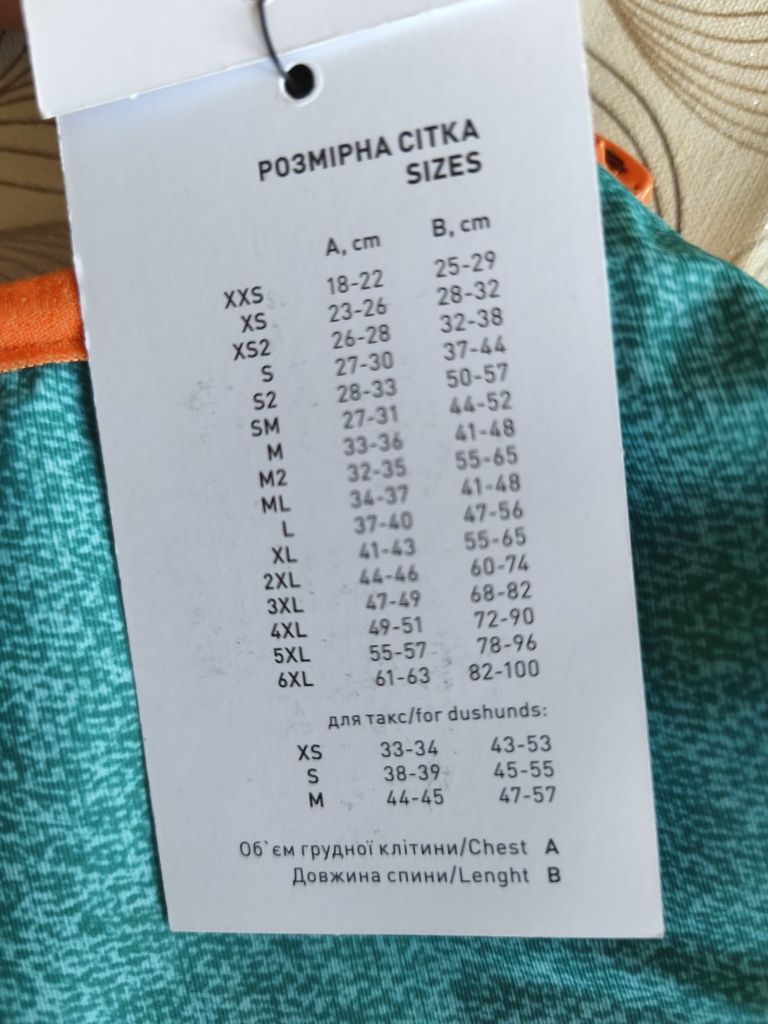 РОЗМІРНА СІТКА
SIZES
A, cm B, cm
XXS 18-22 25-29
XS 23-26 28-32
XS2 26-28 32-38
S 27-30 37-44
S2 28-33 50-57
SM 27-31 44-52
M 33-36 41-48
M2 32-35 55-65
ML 34-37 41-48
L 37-40 47-56
XL 41-43 55-65
2XL 44-46 60-74
3XL 47-49 68-82
4XL 49-51 72-90
5XL 55-57 78-96
6XL 61-63 82-100
для такс/for dushunds:
XS 33-34 43-53
S 38-39 45-55
M 44-45 47-57
Об`єм грудної клітини/Chest A
Довжина спини/Lenght B